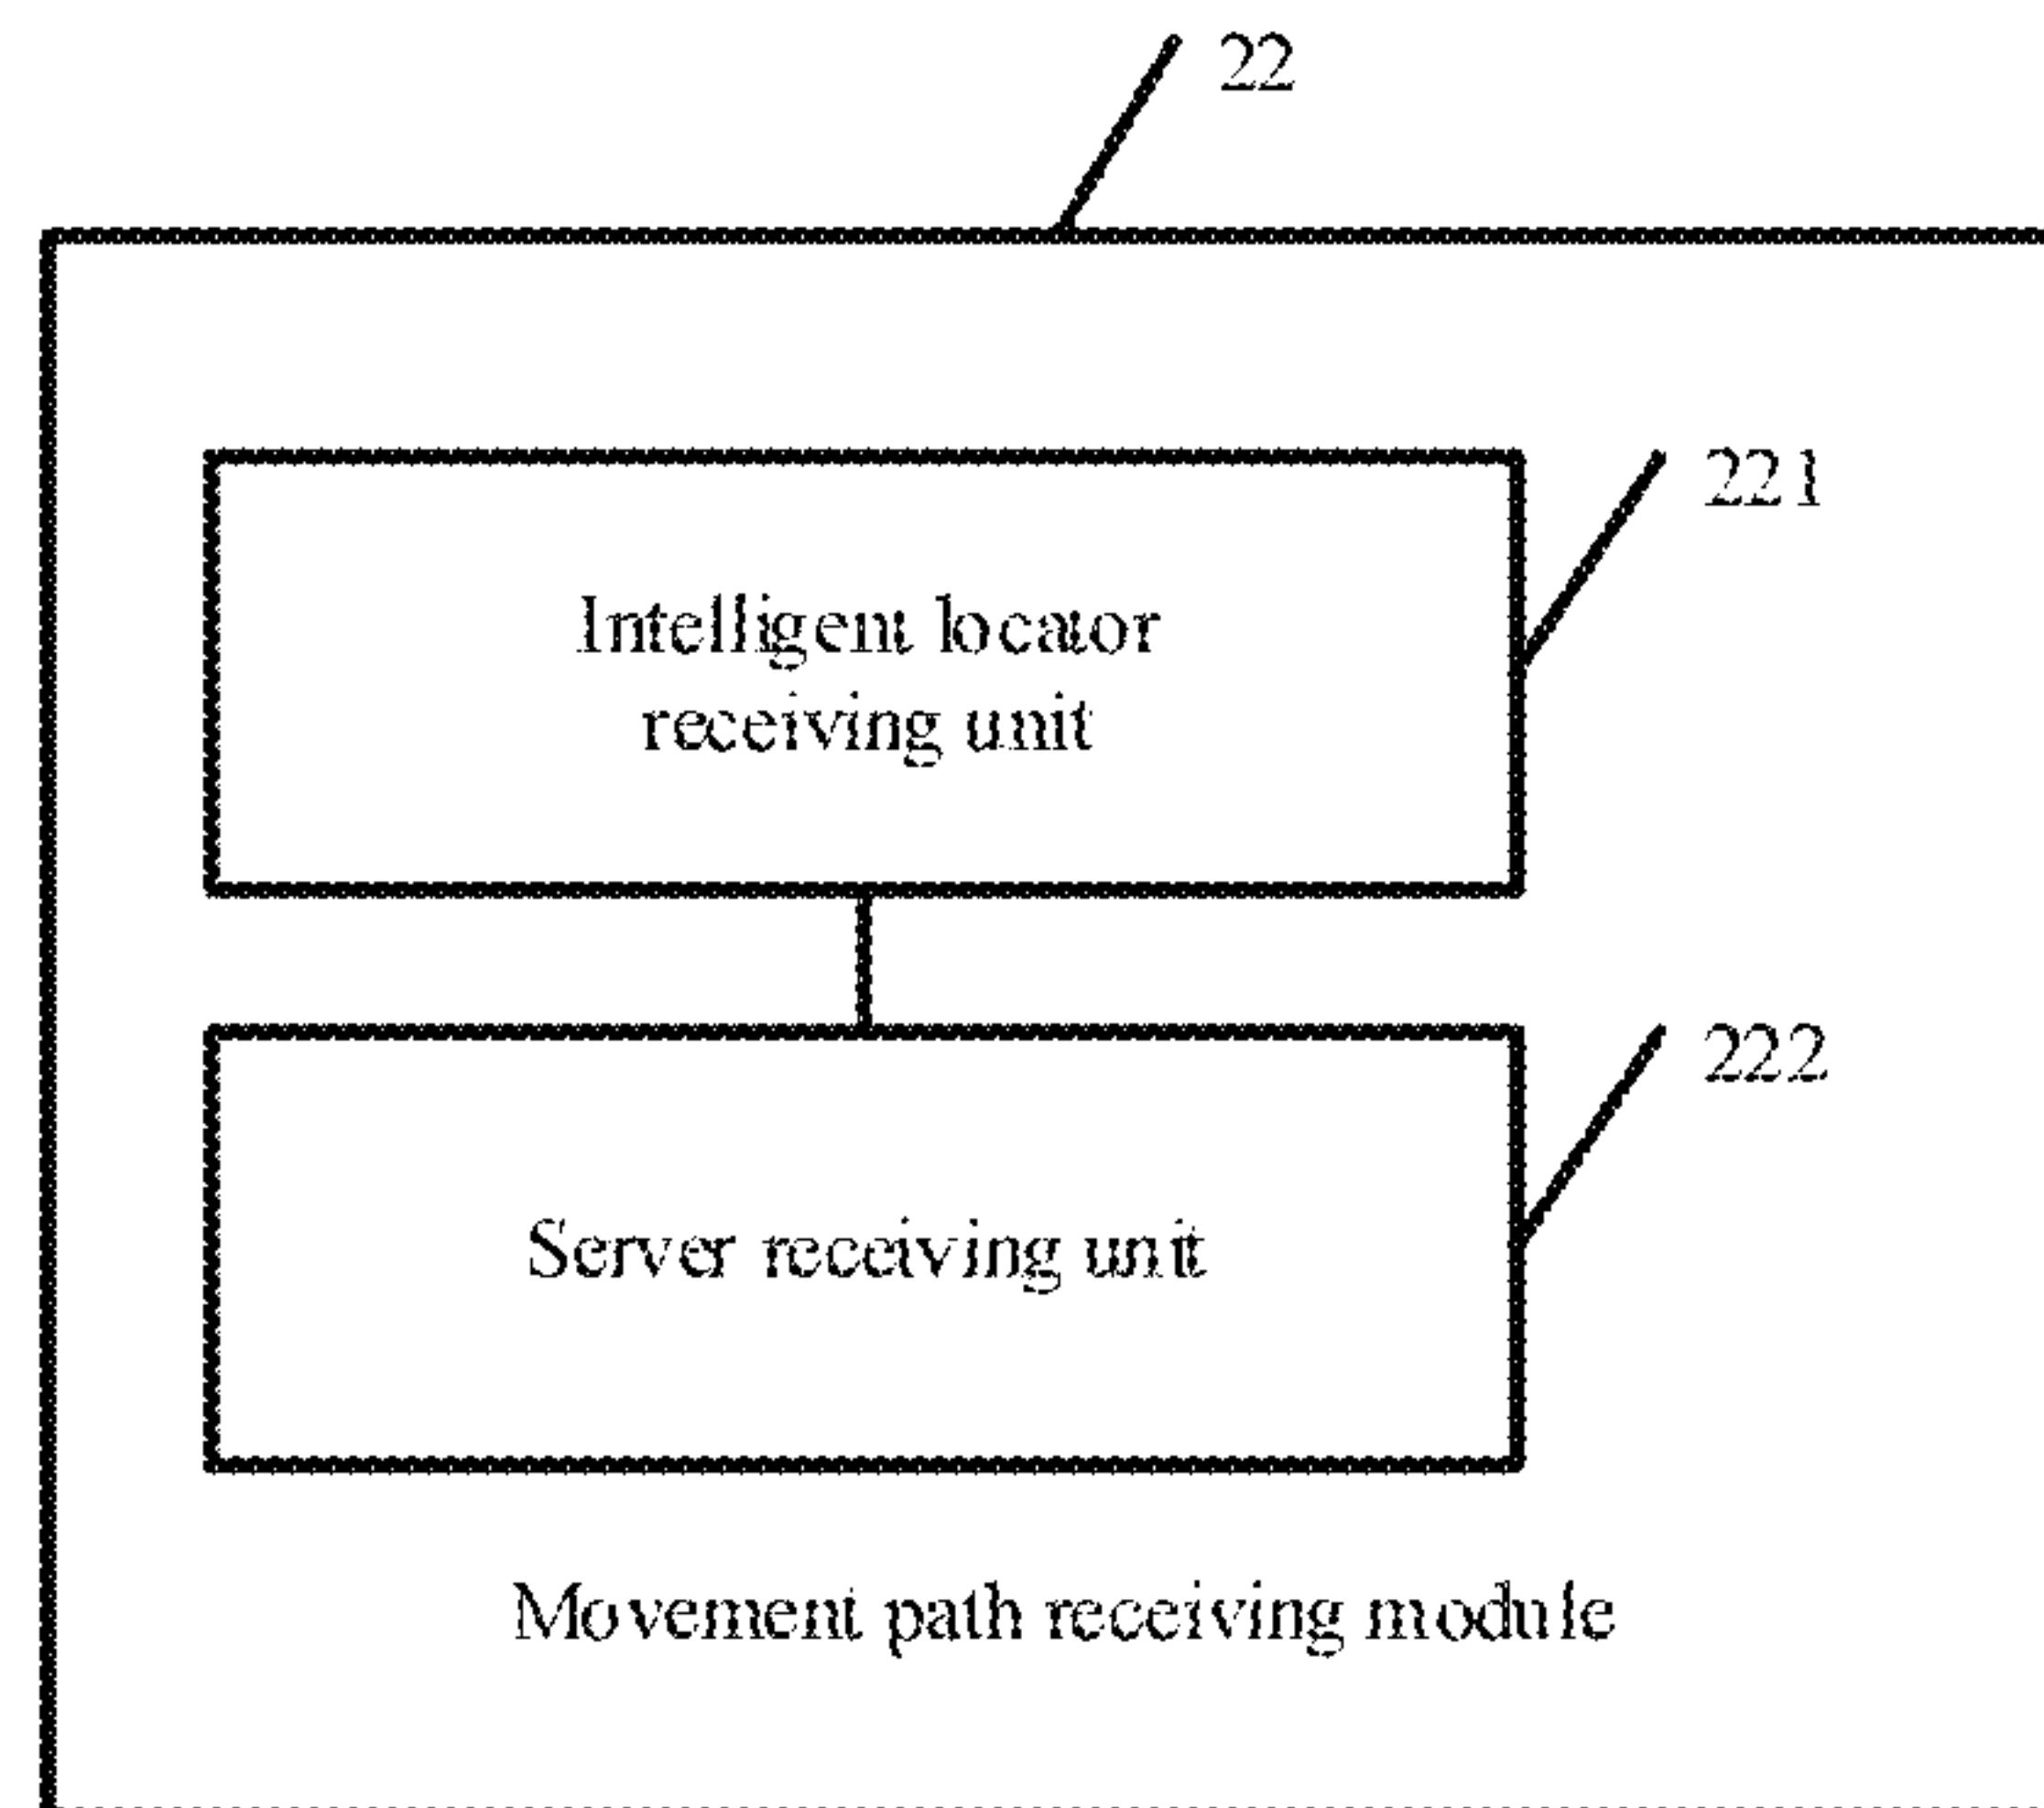 22
221
Intelligent locator
receiving unit
222
Server receiving unit
Movement path receiving module